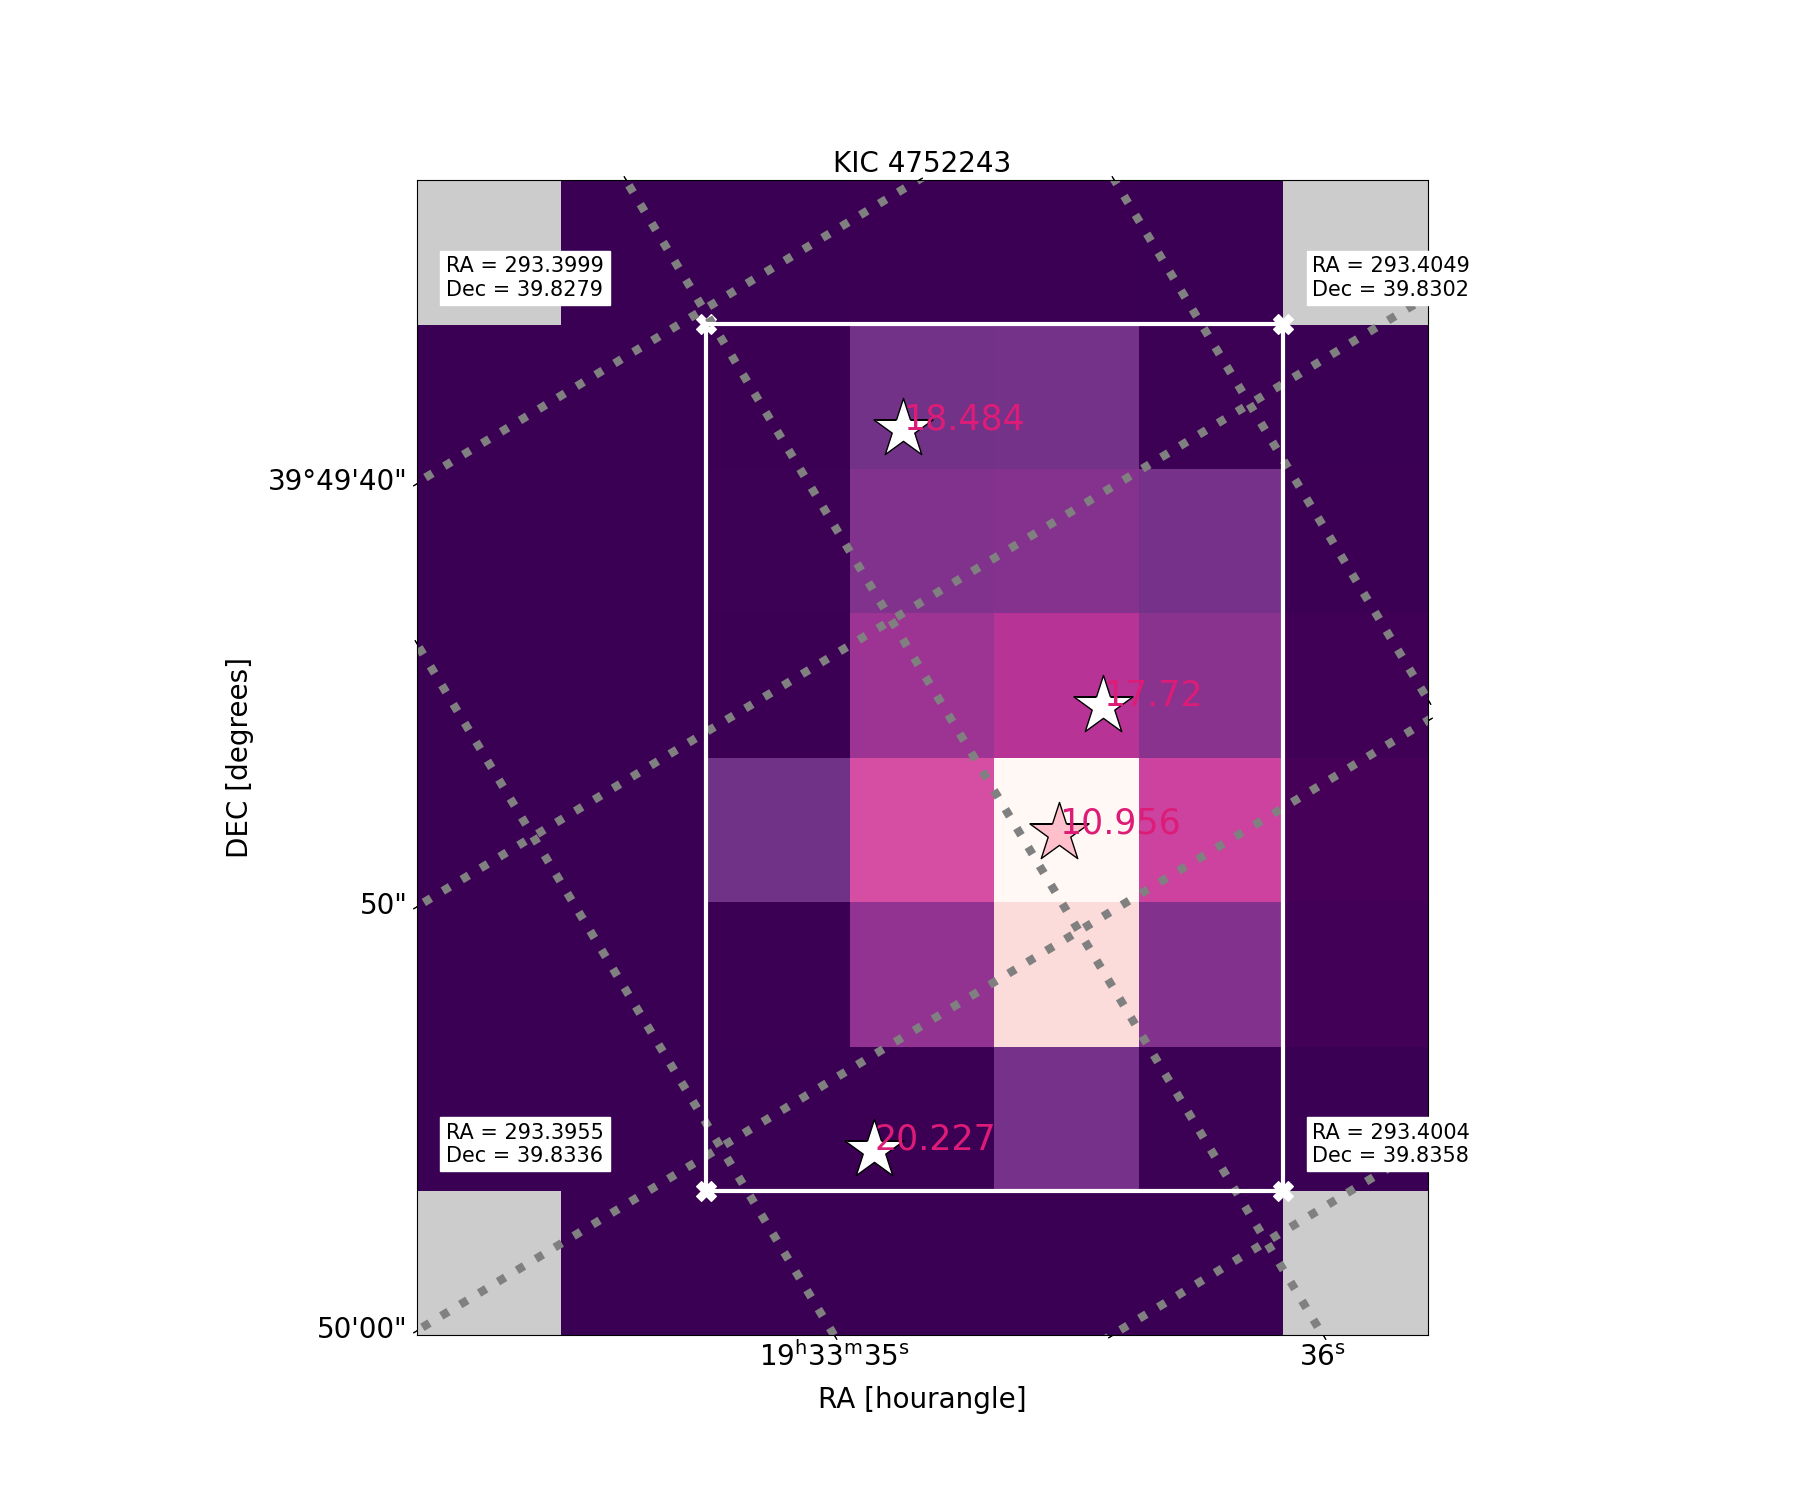 KIC 4752243
RA = 293.3999
Dec = 39.8279
RA = 293.4049
Dec = 39.8302
18.484
39°49'40"
17.72
10.956
50"
DEC [degrees]
20.227
RA = 293.3955
Dec = 39.8336
RA = 293.4004
Dec = 39.8358
50'00"
19h33m35s
36s
RA [hourangle]